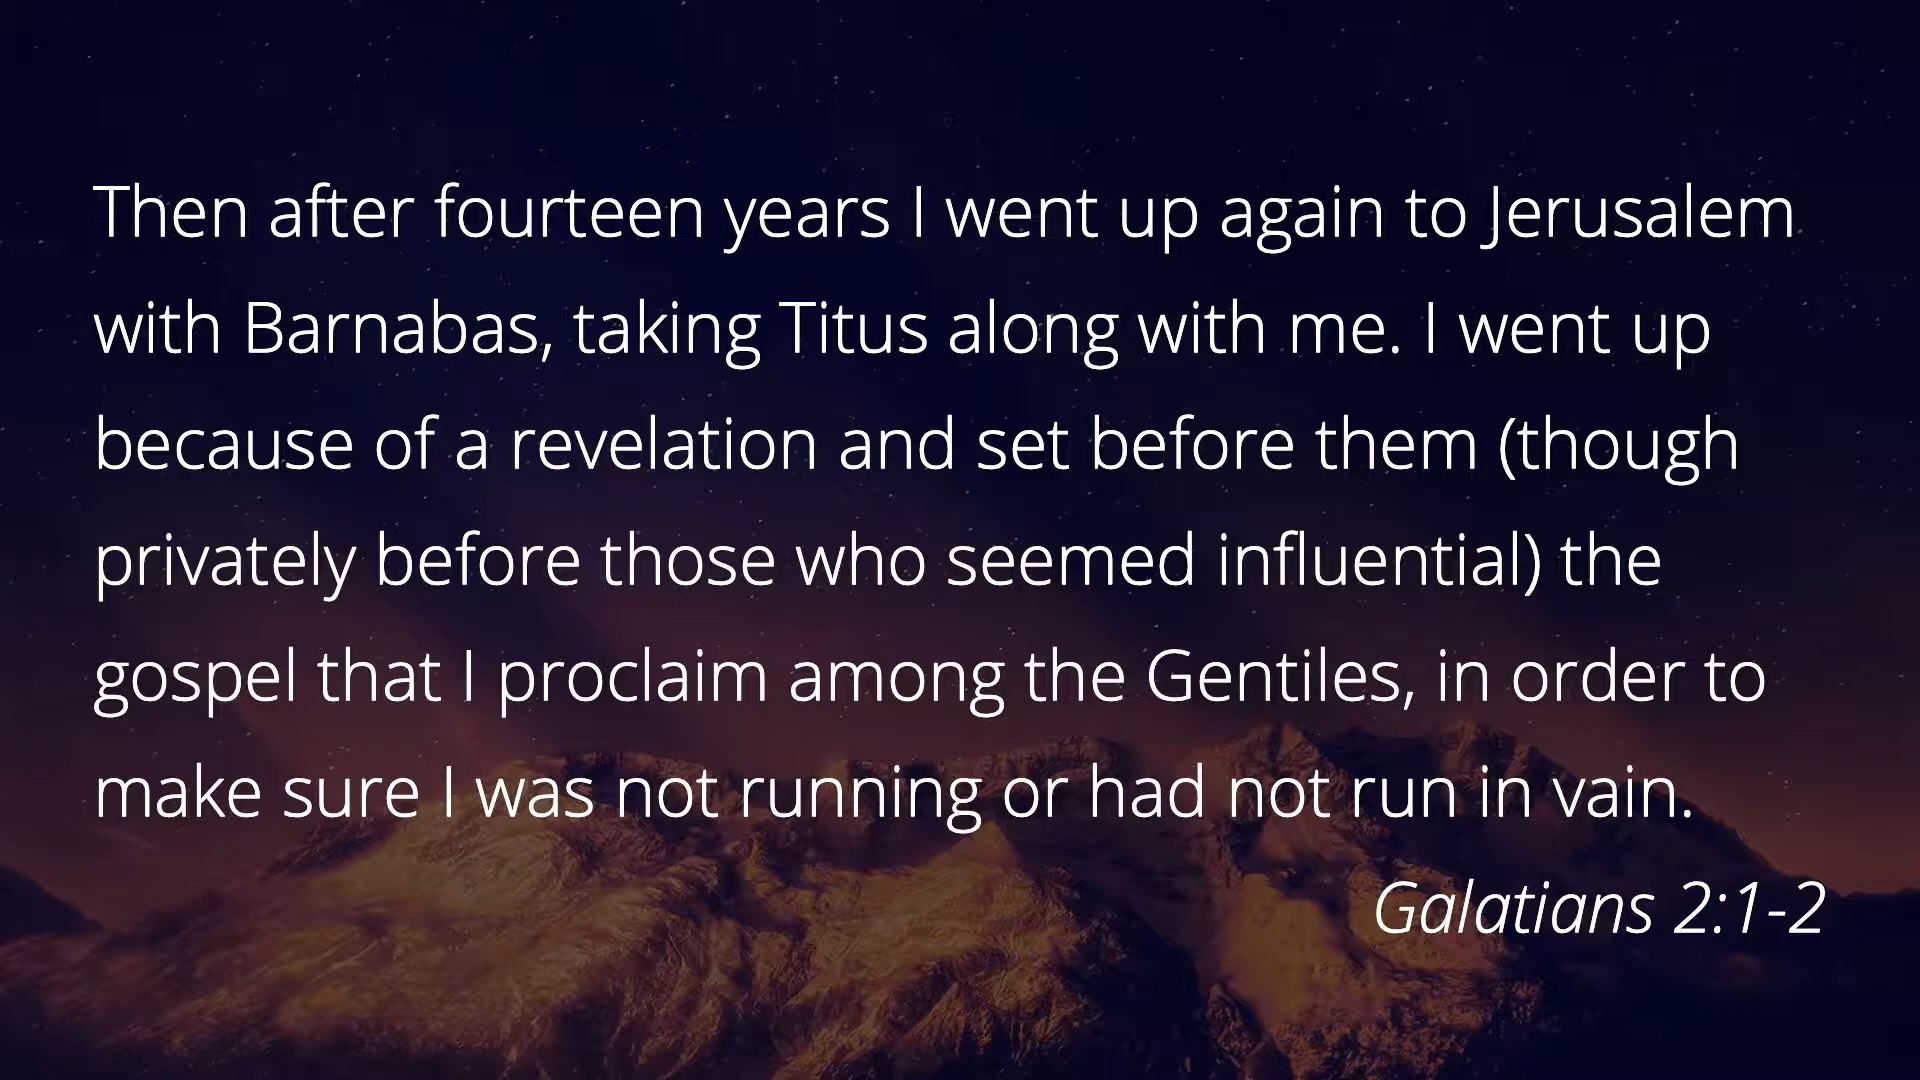 Then after fourteen years I went up again to Jerusalem
with Barnabas, taking Titus along with me. I went up
because of a revelation and set before them (though
privately before those who seemed influential) the
gospel that I proclaim among the Gentiles, in order to
make sure I was not running or had not run in vain.
Galatians 2:1-2